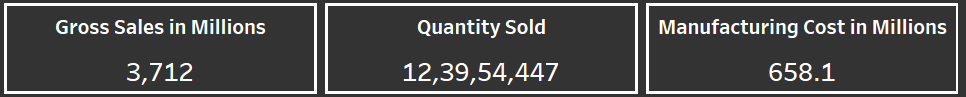 Gross Sales in Millions
3,712
Quantity Sold
12,39,54,447
Manufacturing Cost in Millions
658.1